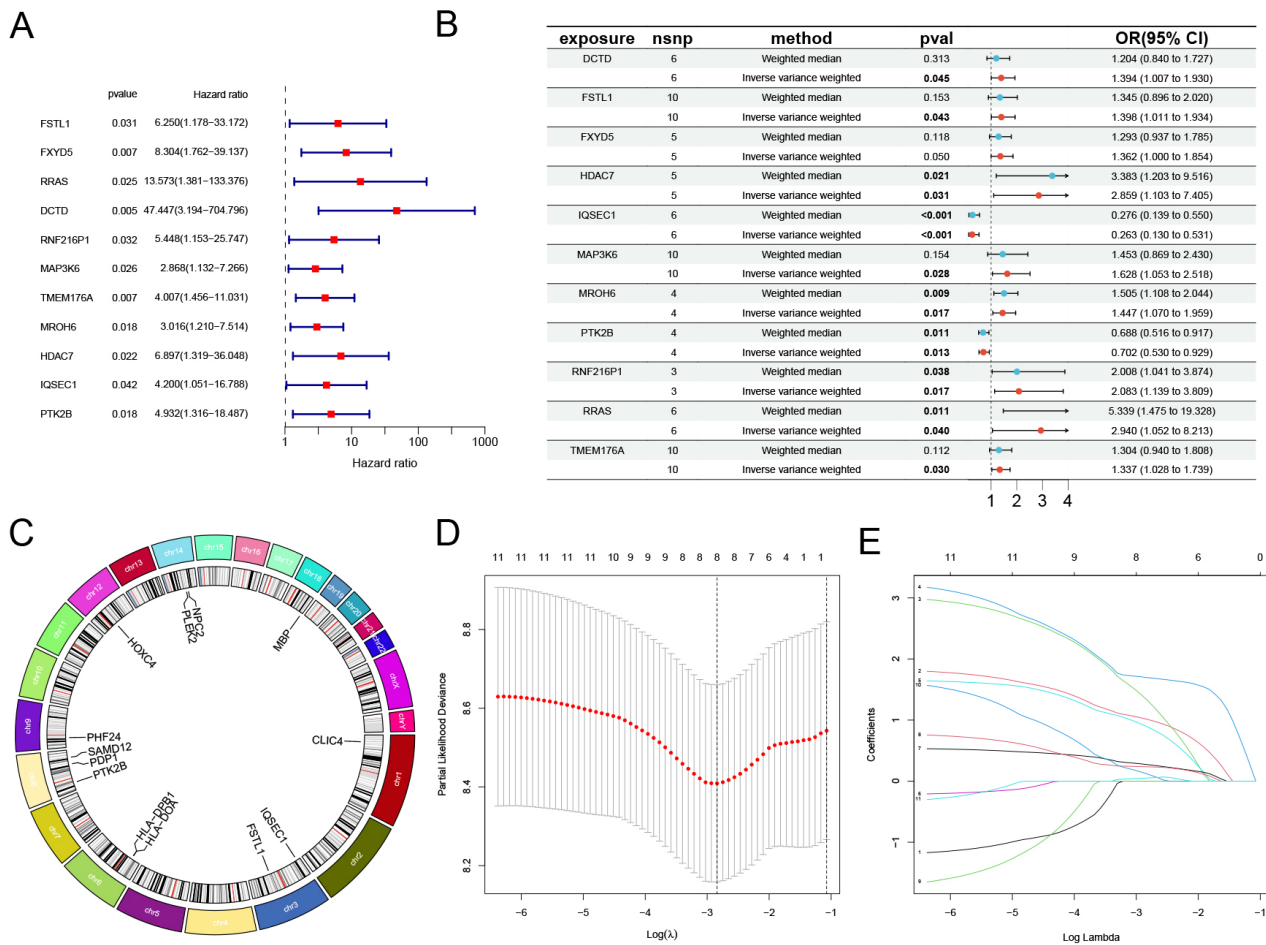 A
pvalue Hazard ratio
FSTL1 0.031 6.250(1.178−33.172)
FXYD5 0.007 8.304(1.762−39.137)
RRAS 0.025 13.573(1.381−133.376)
DCTD 0.005 47.447(3.194−704.796)
RNF216P1 0.032 5.448(1.153−25.747)
MAP3K6 0.026 2.868(1.132−7.266)
TMEM176A 0.007 4.007(1.456−11.031)
MROH6 0.018 3.016(1.210−7.514)
HDAC7 0.022 6.897(1.319−36.048)
IQSEC1 0.042 4.200(1.051−16.788)
PTK2B 0.018 4.932(1.316−18.487)
1 10 100 1000
Hazard ratio
B
exposure nsnp method pval OR(95% CI)
DCTD 6 Weighted median 0.313 1.204 (0.840 to 1.727)
6 Inverse variance weighted 0.045 1.394 (1.007 to 1.930)
FSTL1 10 Weighted median 0.153 1.345 (0.896 to 2.020)
10 Inverse variance weighted 0.043 1.398 (1.011 to 1.934)
FXYD5 5 Weighted median 0.118 1.293 (0.937 to 1.785)
5 Inverse variance weighted 0.050 1.362 (1.000 to 1.854)
HDAC7 5 Weighted median 0.021 3.383 (1.203 to 9.516)
5 Inverse variance weighted 0.031 2.859 (1.103 to 7.405)
IQSEC1 6 Weighted median <0.001 0.276 (0.139 to 0.550)
6 Inverse variance weighted <0.001 0.263 (0.130 to 0.531)
MAP3K6 10 Weighted median 0.154 1.453 (0.869 to 2.430)
10 Inverse variance weighted 0.028 1.628 (1.053 to 2.518)
MROH6 4 Weighted median 0.009 1.505 (1.108 to 2.044)
4 Inverse variance weighted 0.017 1.447 (1.070 to 1.959)
PTK2B 4 Weighted median 0.011 0.688 (0.516 to 0.917)
4 Inverse variance weighted 0.013 0.702 (0.530 to 0.929)
RNF216P1 3 Weighted median 0.038 2.008 (1.041 to 3.874)
3 Inverse variance weighted 0.017 2.083 (1.139 to 3.809)
RRAS 6 Weighted median 0.011 5.339 (1.475 to 19.328)
6 Inverse variance weighted 0.040 2.940 (1.052 to 8.213)
TMEM176A 10 Weighted median 0.112 1.304 (0.940 to 1.808)
10 Inverse variance weighted 0.030 1.337 (1.028 to 1.739)
1 2 3 4
C
chr1
chr2
chr3
chr4
chr5
chr6
chr7
chr9
chr10
chr11
chr12
chr13
chr14
chr15
chr16
chr17
chr18
chr19
chr20
chrX
chrY
NPC2
PLEK2
HOXC4
MBP
CLIC4
PHF24
SAMD12
PDP1
PTK2B
HLA-DPB1
HLA-DOA
FSTL1
IQSEC1
D
11 11 11 11 11 10 9 9 9 8 8 8 7 6 4 1 1
8.8
8.6
8.4
8.2
Partial Likelihood Deviance
−6 −5 −4 −3 −2 −1
Log(λ)
E
11 11 9 8 6 0
3
2
1
0
−1
Coefficients
4
3
2
10
7
1
9
11
−6 −5 −4 −3 −2 −1
Log Lambda